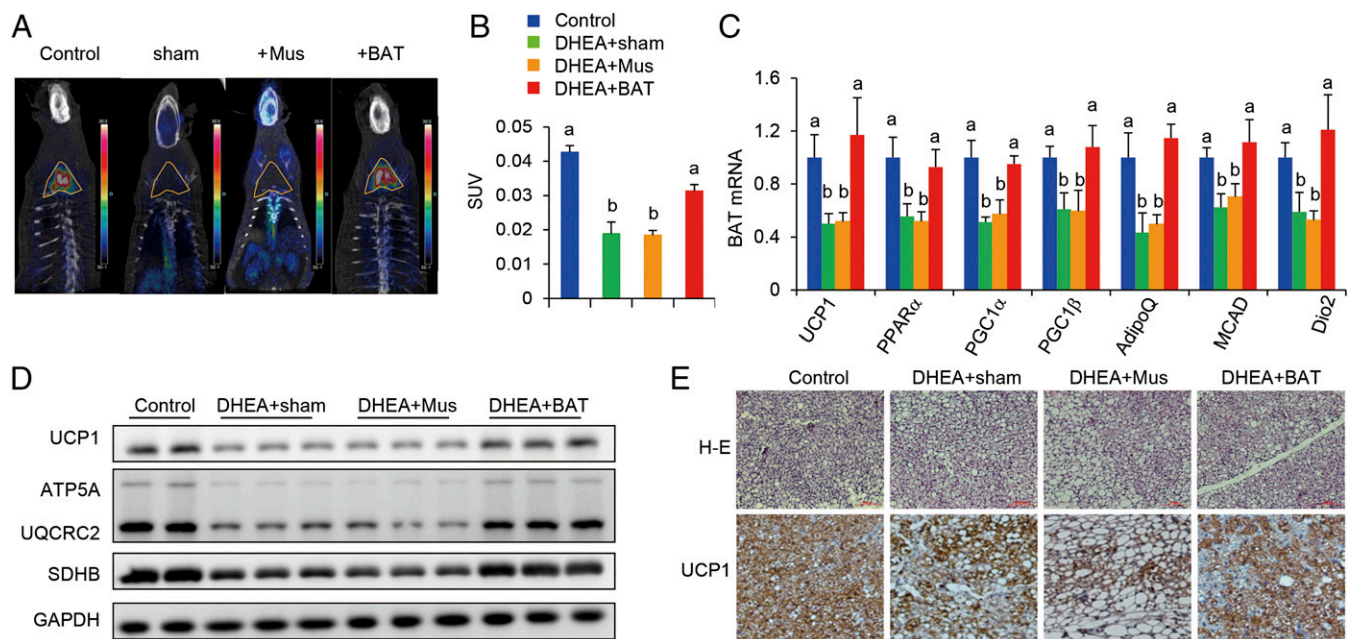 A
Control sham +Mus +BAT
B
Control
DHEA+sham
DHEA+Mus
DHEA+BAT
SUV
0.05
0.04
0.03
0.02
0.01
0
a
b
b
a
C
BAT mRNA
1.6
1.2
0.8
0.4
0
a b b a
a b b a
a b b a
a b b a
a b b a
a b b a
a b b a
UCP1 PPARα PGC1α PGC1β AdipoQ MCAD Dio2
D
Control DHEA+sham DHEA+Mus DHEA+BAT
UCP1
ATP5A
UQCRC2
SDHB
GAPDH
E
Control DHEA+sham DHEA+Mus DHEA+BAT
H-E
UCP1